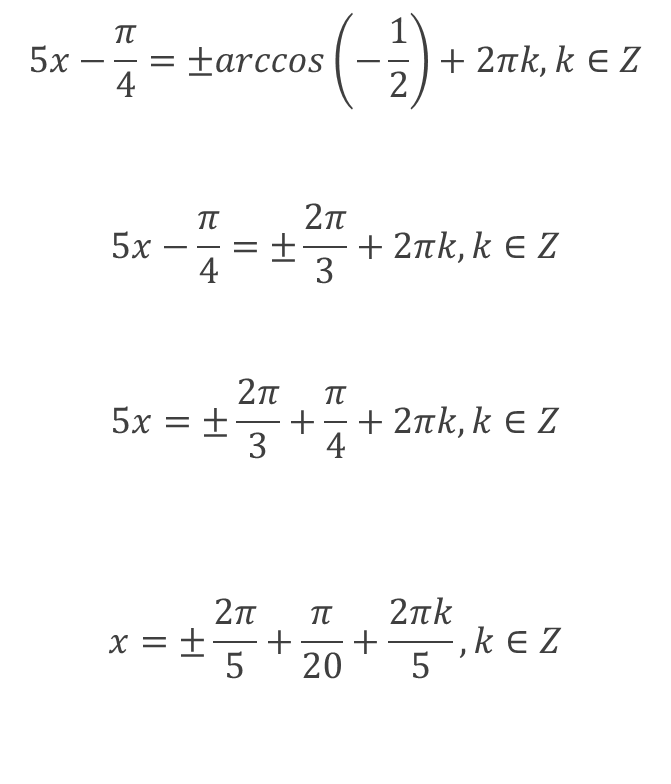 5x − π/4 = ±arccos(−1/2) + 2πk, k ∈ Z
5x − π/4 = ± 2π/3 + 2πk, k ∈ Z
5x = ± 2π/3 + π/4 + 2πk, k ∈ Z
x = ± 2π/5 + π/20 + 2πk/5, k ∈ Z